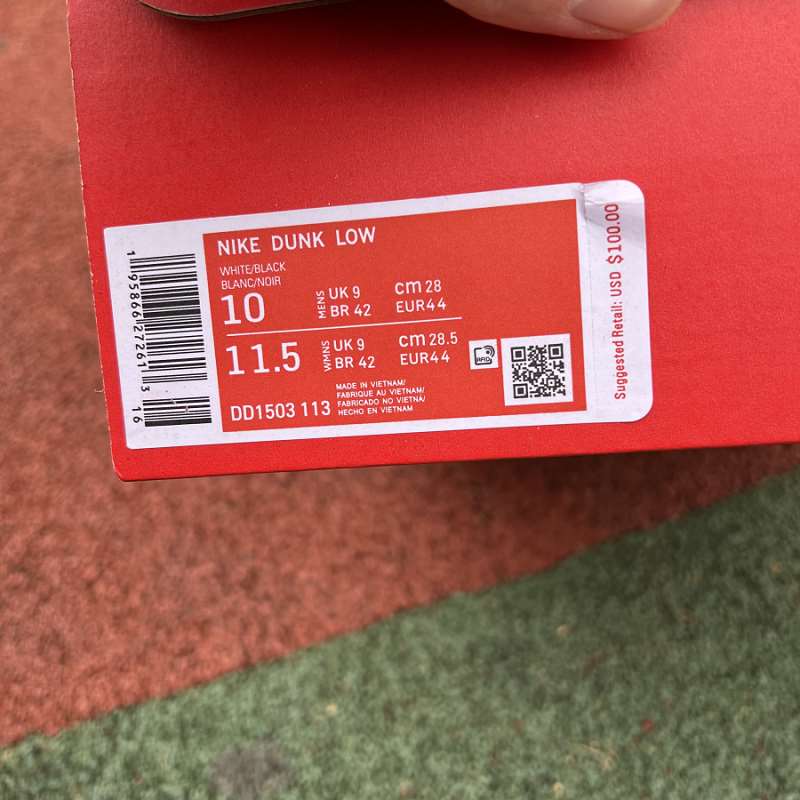 NIKE DUNK LOW
WHITE/BLACK
BLANC/NOIR
10
MENS
UK 9
BR 42
cm 28
EUR44
11.5
WMNS
UK 9
BR 42
cm 28.5
EUR44
DD1503 113
MADE IN VIETNAM/
FABRIQUE AU VIETNAM/
FABRICADO NO VIETNÃ/
HECHO EN VIETNAM
RFID
1 95866 27261 3
16
Suggested Retail: USD $100.00